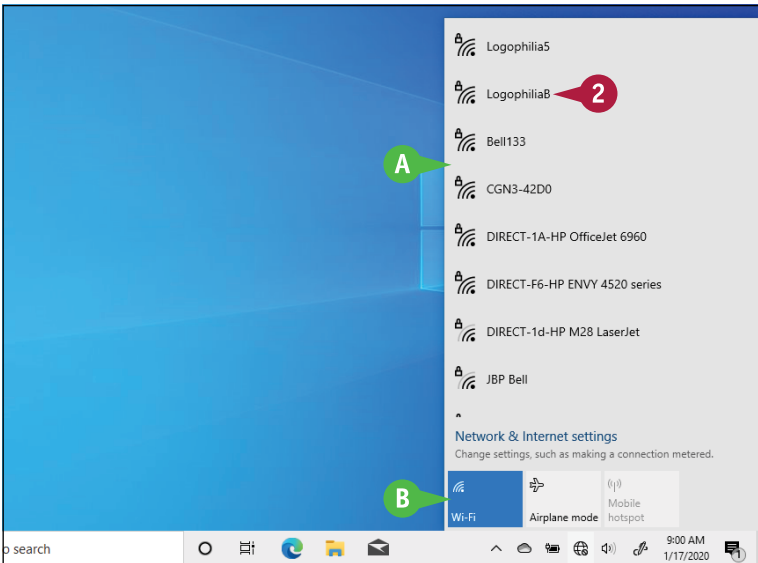 Logophilia5
LogophiliaB
2
Bell133
A
CGN3-42D0
DIRECT-1A-HP OfficeJet 6960
DIRECT-F6-HP ENVY 4520 series
DIRECT-1d-HP M28 LaserJet
JBP Bell
Network & Internet settings
Change settings, such as making a connection metered.
B
Wi-Fi
Airplane mode
Mobile
hotspot
o search
9:00 AM
1/17/2020
1